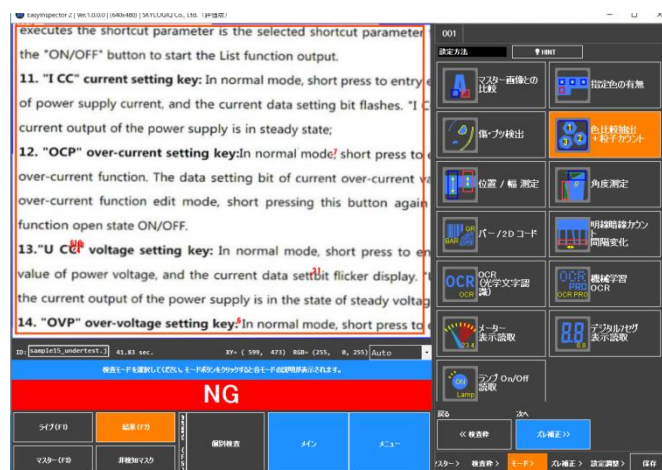 EasyInspector 2 | Ver.1.0.0.0 | (640x480) | SKYLOGIQ Co., Ltd. (評価版)
executes the shortcut parameter is the selected shortcut parameter
the "ON/OFF" button to start the List function output.
11. "I CC" current setting key: In normal mode, short press to entry
of power supply current, and the current data setting bit flashes. "I C
current output of the power supply is in steady state;
12. "OCP" over-current setting key:In normal mode, short press to
over-current function. The data setting bit of current over-current va
over-current function edit mode, short pressing this button again
function open state ON/OFF.
13."U CC" voltage setting key: In normal mode, short press to en
value of power voltage, and the current data settbit flicker display. "
the current output of the power supply is in the state of steady voltag
14. "OVP" over-voltage setting key: In normal mode, short press to
ID: sample15_undertest.j 41.83 sec. XY= ( 599, 473) RGB= (255, 0, 255) Auto
検査モードを選択してください。モードボタンをクリックすると各モードの説明が表示されます。
NG
ライブ(F1)
結果(F2)
マスター(F3)
非検知マスク
個別検査
メイン
メニュー
001
設定方法
HINT
マスター画像との
比較
指定色の有無
傷・ブツ検出
色比較抽出
+粒子カウント
位置 / 幅 測定
角度測定
バー/2D コード
明線暗線カウン
ト
間隔変化
OCR
(光学文字認
識)
機械学習
OCR
メーター
表示読取
デジタル7セグ
表示読取
ランプ On/Off
読取
戻る
次へ
<< 検査枠
ズレ補正>>
マスター>
検査枠 >
モード >
ズレ補正 >
設定調整 >
保存